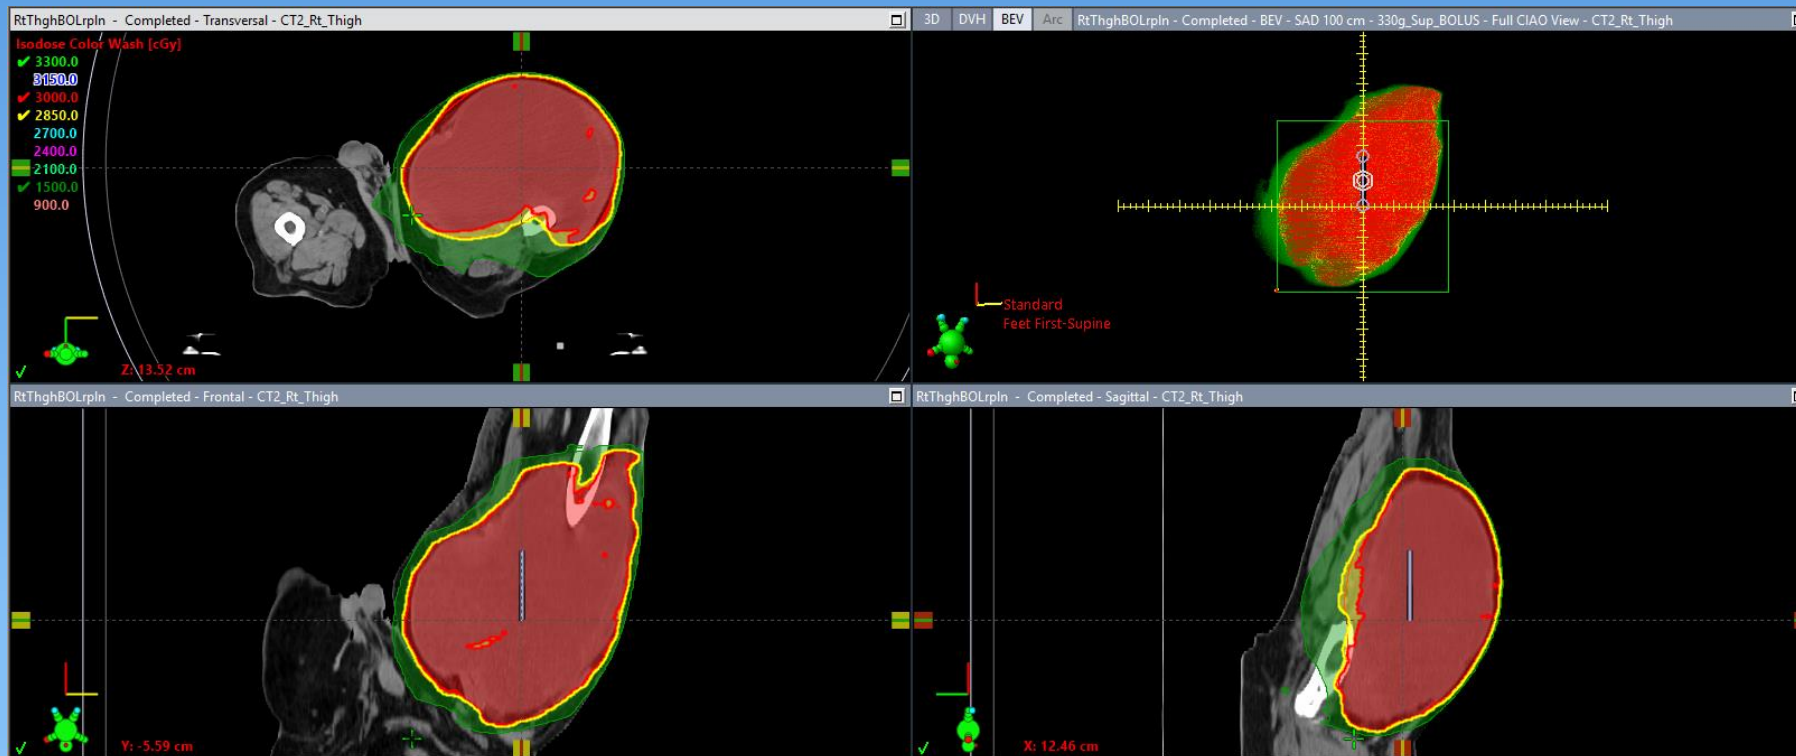 RtThghBOLrpln - Completed - Transversal - CT2_Rt_Thigh
3D DVH BEV Arc RtThghBOLrpln - Completed - BEV - SAD 100 cm - 330g_Sup_BOLUS - Full CIAO View - CT2_Rt_Thigh
Isodose Color Wash [cGy]
3300.0
3150.0
3000.0
2850.0
2700.0
2400.0
2100.0
1500.0
900.0
Z: 13.52 cm
Standard
Feet First-Supine
RtThghBOLrpln - Completed - Frontal - CT2_Rt_Thigh
RtThghBOLrpln - Completed - Sagittal - CT2_Rt_Thigh
Y: -5.59 cm
X: 12.46 cm